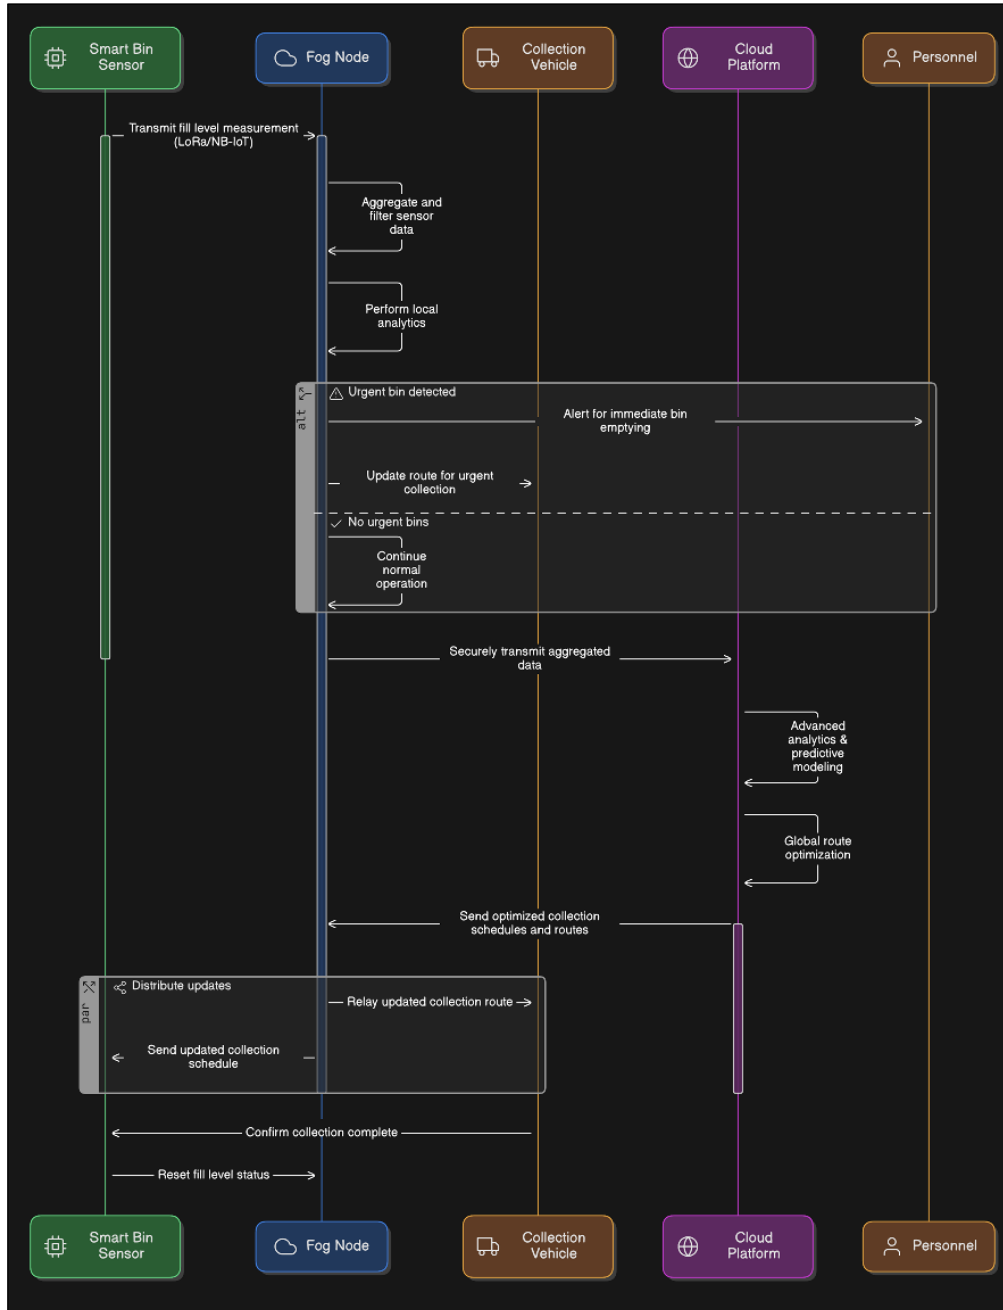 Smart Bin
Sensor
Fog Node
Collection
Vehicle
Cloud
Platform
Personnel
Transmit fill level measurement
(LoRa/NB-IoT)
Aggregate and
filter sensor
data
Perform local
analytics
alt
Urgent bin detected
Alert for immediate bin
emptying
Update route for urgent
collection
No urgent bins
Continue
normal
operation
Securely transmit aggregated
data
Advanced
analytics &
predictive
modeling
Global route
optimization
Send optimized collection
schedules and routes
par
Distribute updates
Relay updated collection route
Send updated collection
schedule
Confirm collection complete
Reset fill level status
Smart Bin
Sensor
Fog Node
Collection
Vehicle
Cloud
Platform
Personnel